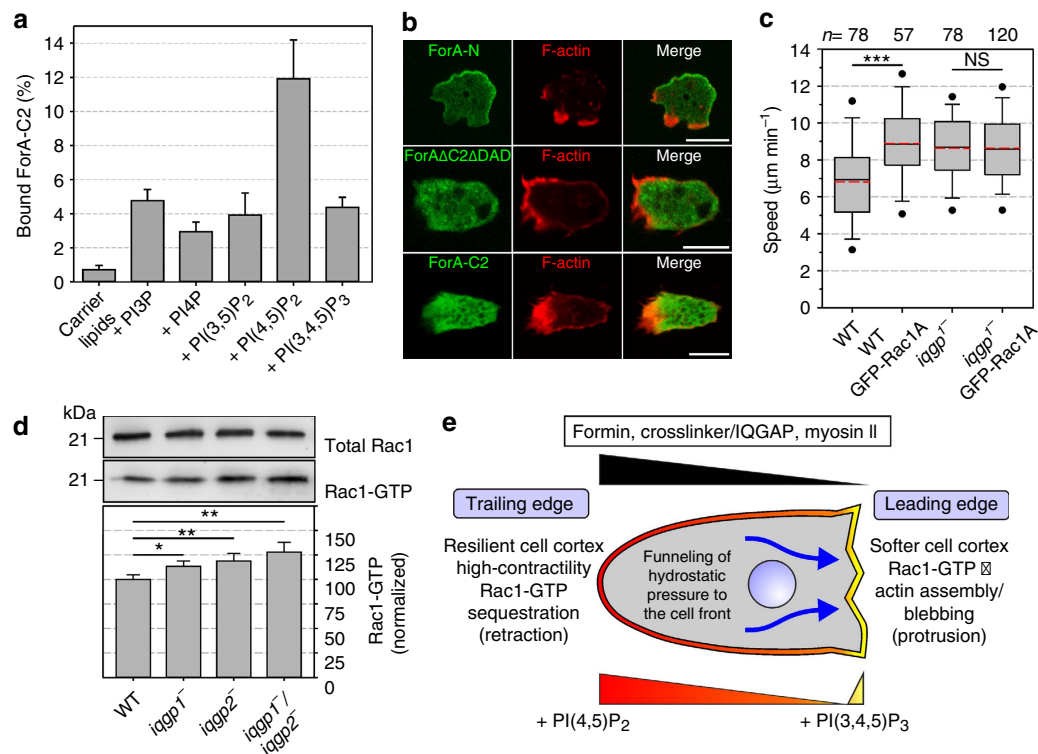 a
Bound ForA-C2 (%)
14
12
10
8
6
4
2
0
Carrier
lipids
+ PI3P
+ PI4P
+ PI(3,5)P2
+ PI(4,5)P2
+ PI(3,4,5)P3
b
ForA-N
F-actin
Merge
ForAΔC2ΔDAD
F-actin
Merge
ForA-C2
F-actin
Merge
c
n= 78 57 78 120
Speed (μm min−1)
14
12
10
8
6
4
2
0
***
NS
WT
WT
GFP-Rac1A
iqgp1−
iqgp1−
GFP-Rac1A
d
kDa
21
Total Rac1
21
Rac1-GTP
**
**
*
150
125
100
75
50
25
0
Rac1-GTP
(normalized)
WT
iqgp1−
iqgp2−
iqgp1−/
iqgp2−
e
Formin, crosslinker/IQGAP, myosin II
Trailing edge
Leading edge
Resilient cell cortex
high-contractility
Rac1-GTP
sequestration
(retraction)
Funneling of
hydrostatic
pressure to
the cell front
Softer cell cortex
Rac1-GTP
actin assembly/
blebbing
(protrusion)
+ PI(4,5)P2
+ PI(3,4,5)P3